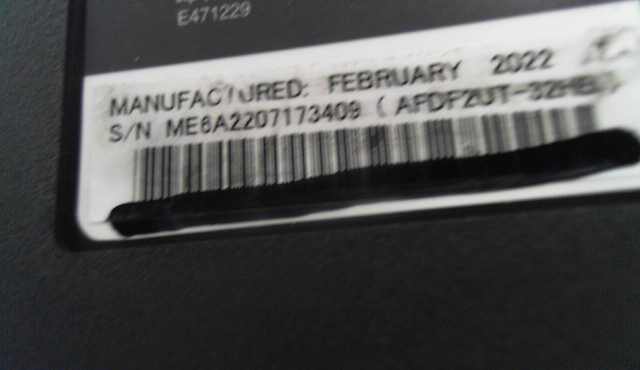 E471229
MANUFACTURED: FEBRUARY 2022
S/N ME6A2207173409 (